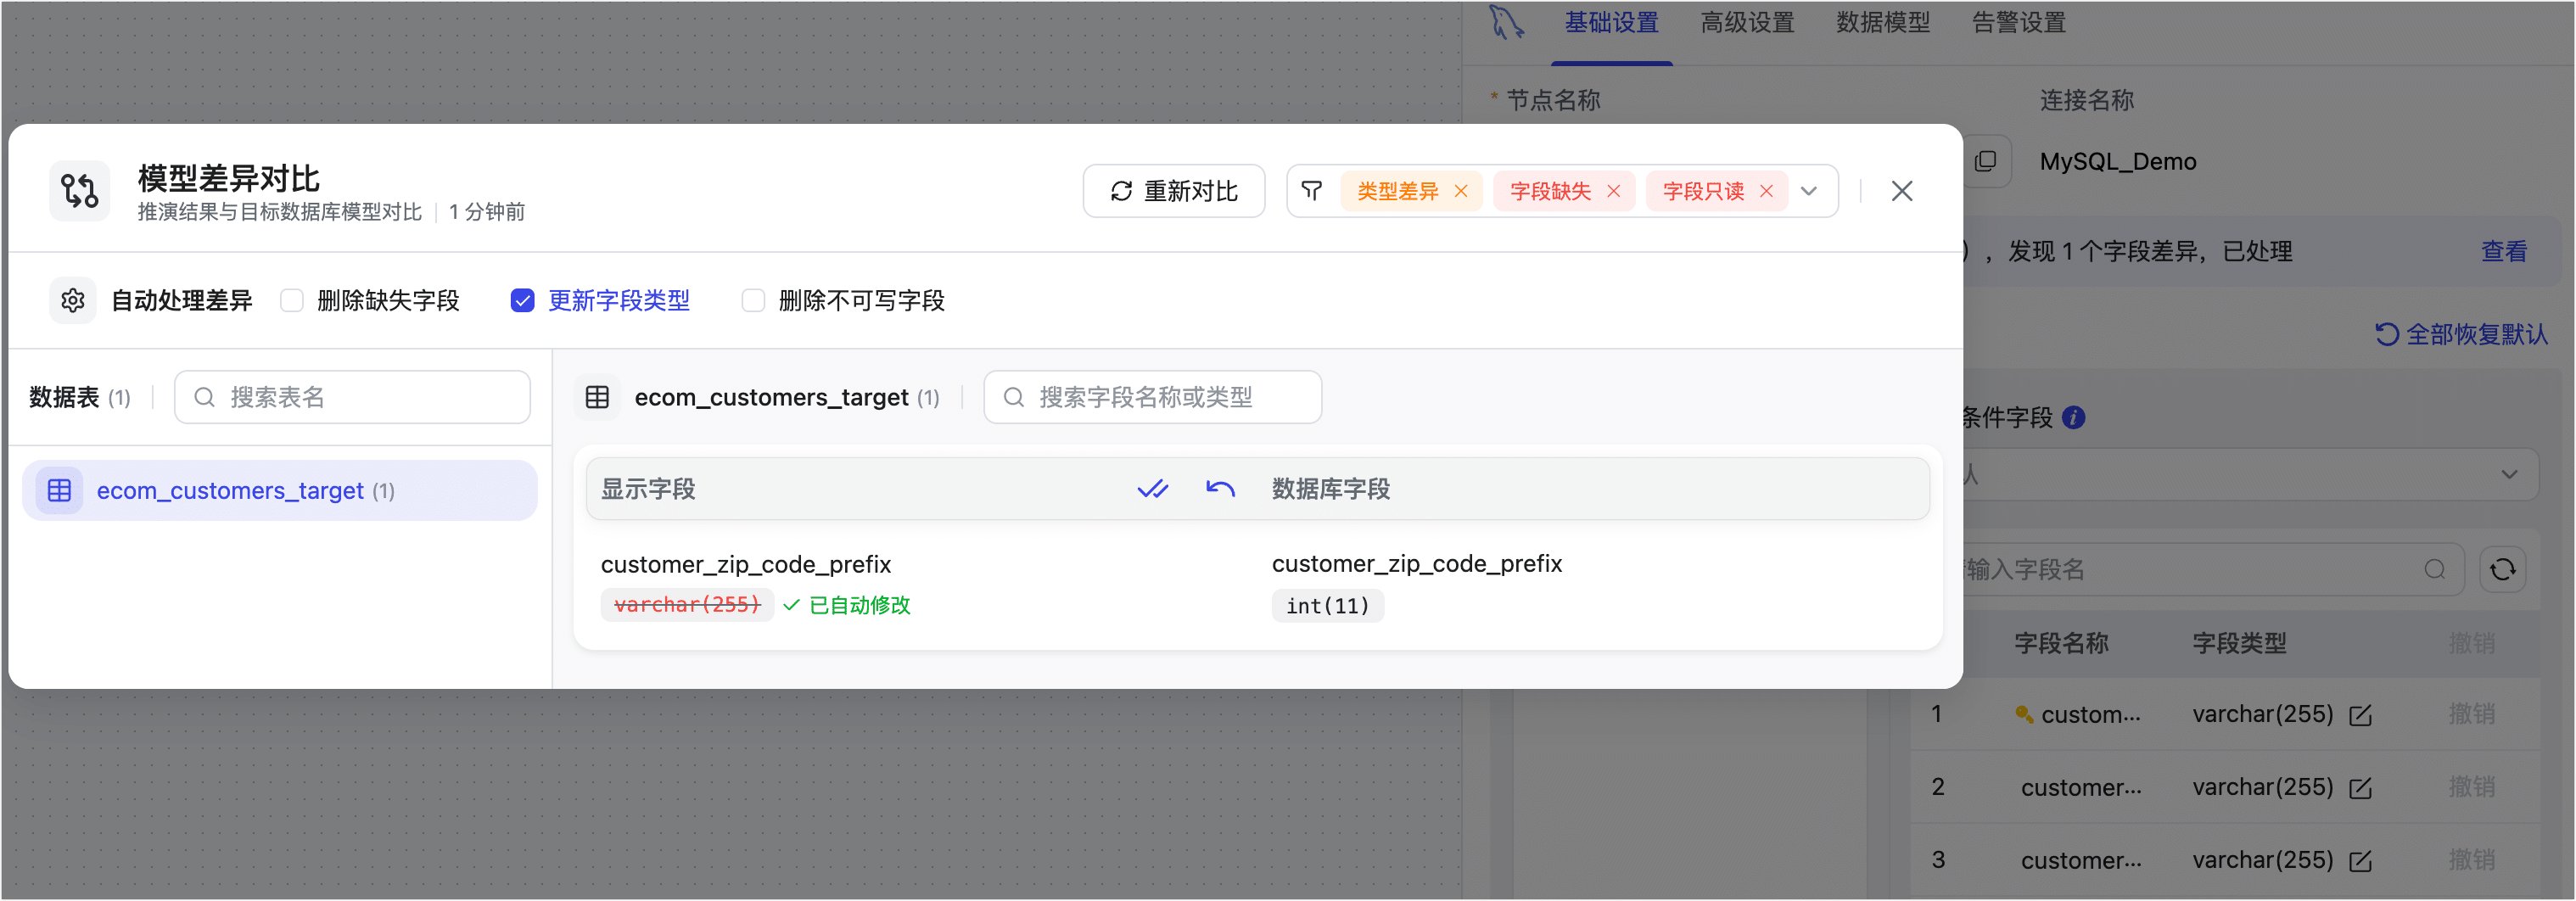 基础设置 高级设置 数据模型 告警设置
* 节点名称 连接名称
MySQL_Demo
模型差异对比
推演结果与目标数据库模型对比 1 分钟前
重新对比 类型差异 字段缺失 字段只读
），发现 1 个字段差异，已处理 查看
自动处理差异 删除缺失字段 更新字段类型 删除不可写字段
全部恢复默认
数据表 (1) 搜索表名
ecom_customers_target (1) 搜索字段名称或类型
条件字段
ecom_customers_target (1)
显示字段 数据库字段
customer_zip_code_prefix customer_zip_code_prefix
varchar(255) 已自动修改 int(11)
输入字段名
字段名称 字段类型 撤销
1 custom... varchar(255) 撤销
2 customer... varchar(255) 撤销
3 customer... varchar(255) 撤销